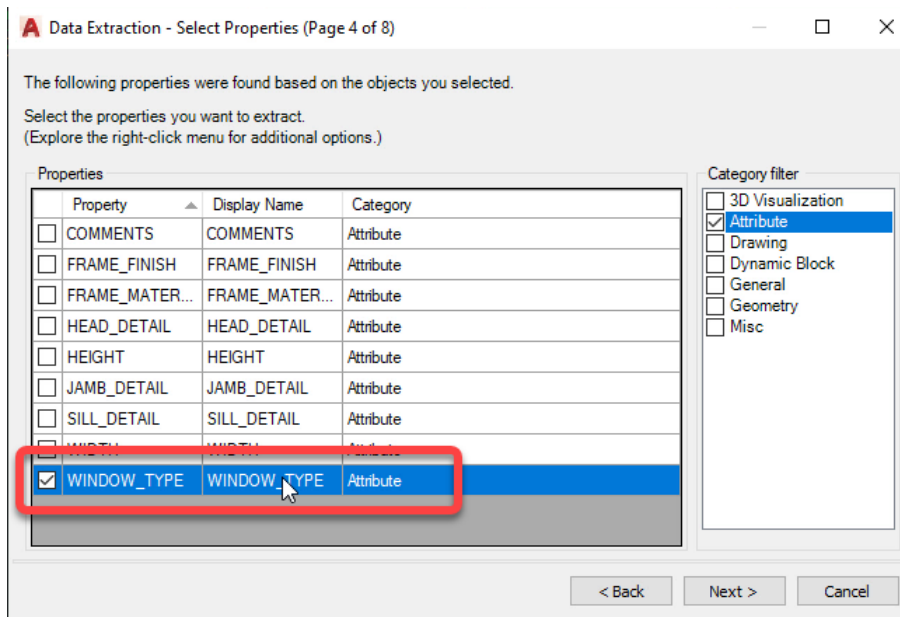 Data Extraction - Select Properties (Page 4 of 8)
The following properties were found based on the objects you selected.
Select the properties you want to extract.
(Explore the right-click menu for additional options.)
Properties
Property Display Name Category
COMMENTS COMMENTS Attribute
FRAME_FINISH FRAME_FINISH Attribute
FRAME_MATER... FRAME_MATER... Attribute
HEAD_DETAIL HEAD_DETAIL Attribute
HEIGHT HEIGHT Attribute
JAMB_DETAIL JAMB_DETAIL Attribute
SILL_DETAIL SILL_DETAIL Attribute
WIDTH WIDTH Attribute
WINDOW_TYPE WINDOW_TYPE Attribute
Category filter
3D Visualization
Attribute
Drawing
Dynamic Block
General
Geometry
Misc
< Back Next > Cancel